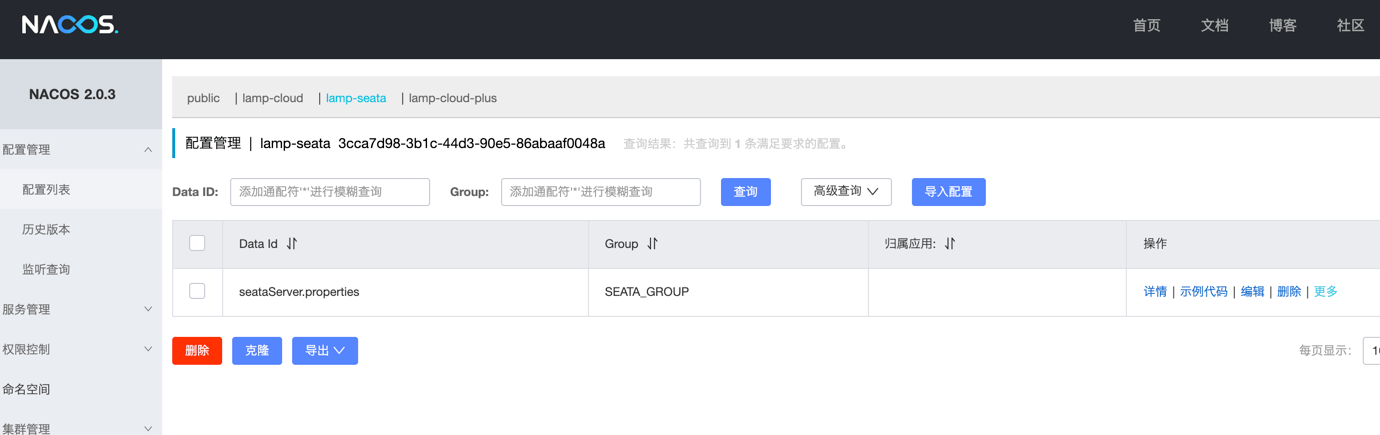 NACOS.
首页 文档 博客 社区
NACOS 2.0.3
public | lamp-cloud | lamp-seata | lamp-cloud-plus
配置管理 | lamp-seata 3cca7d98-3b1c-44d3-90e5-86abaaf0048a 查询结果：共查询到 1 条满足要求的配置。
配置管理
配置列表
历史版本
监听查询
服务管理
权限控制
命名空间
集群管理
Data ID: 添加通配符'*'进行模糊查询 Group: 添加通配符'*'进行模糊查询 查询 高级查询 导入配置
Data Id Group 归属应用: 操作
seataServer.properties SEATA_GROUP 详情 | 示例代码 | 编辑 | 删除 | 更多
删除 克隆 导出 每页显示: